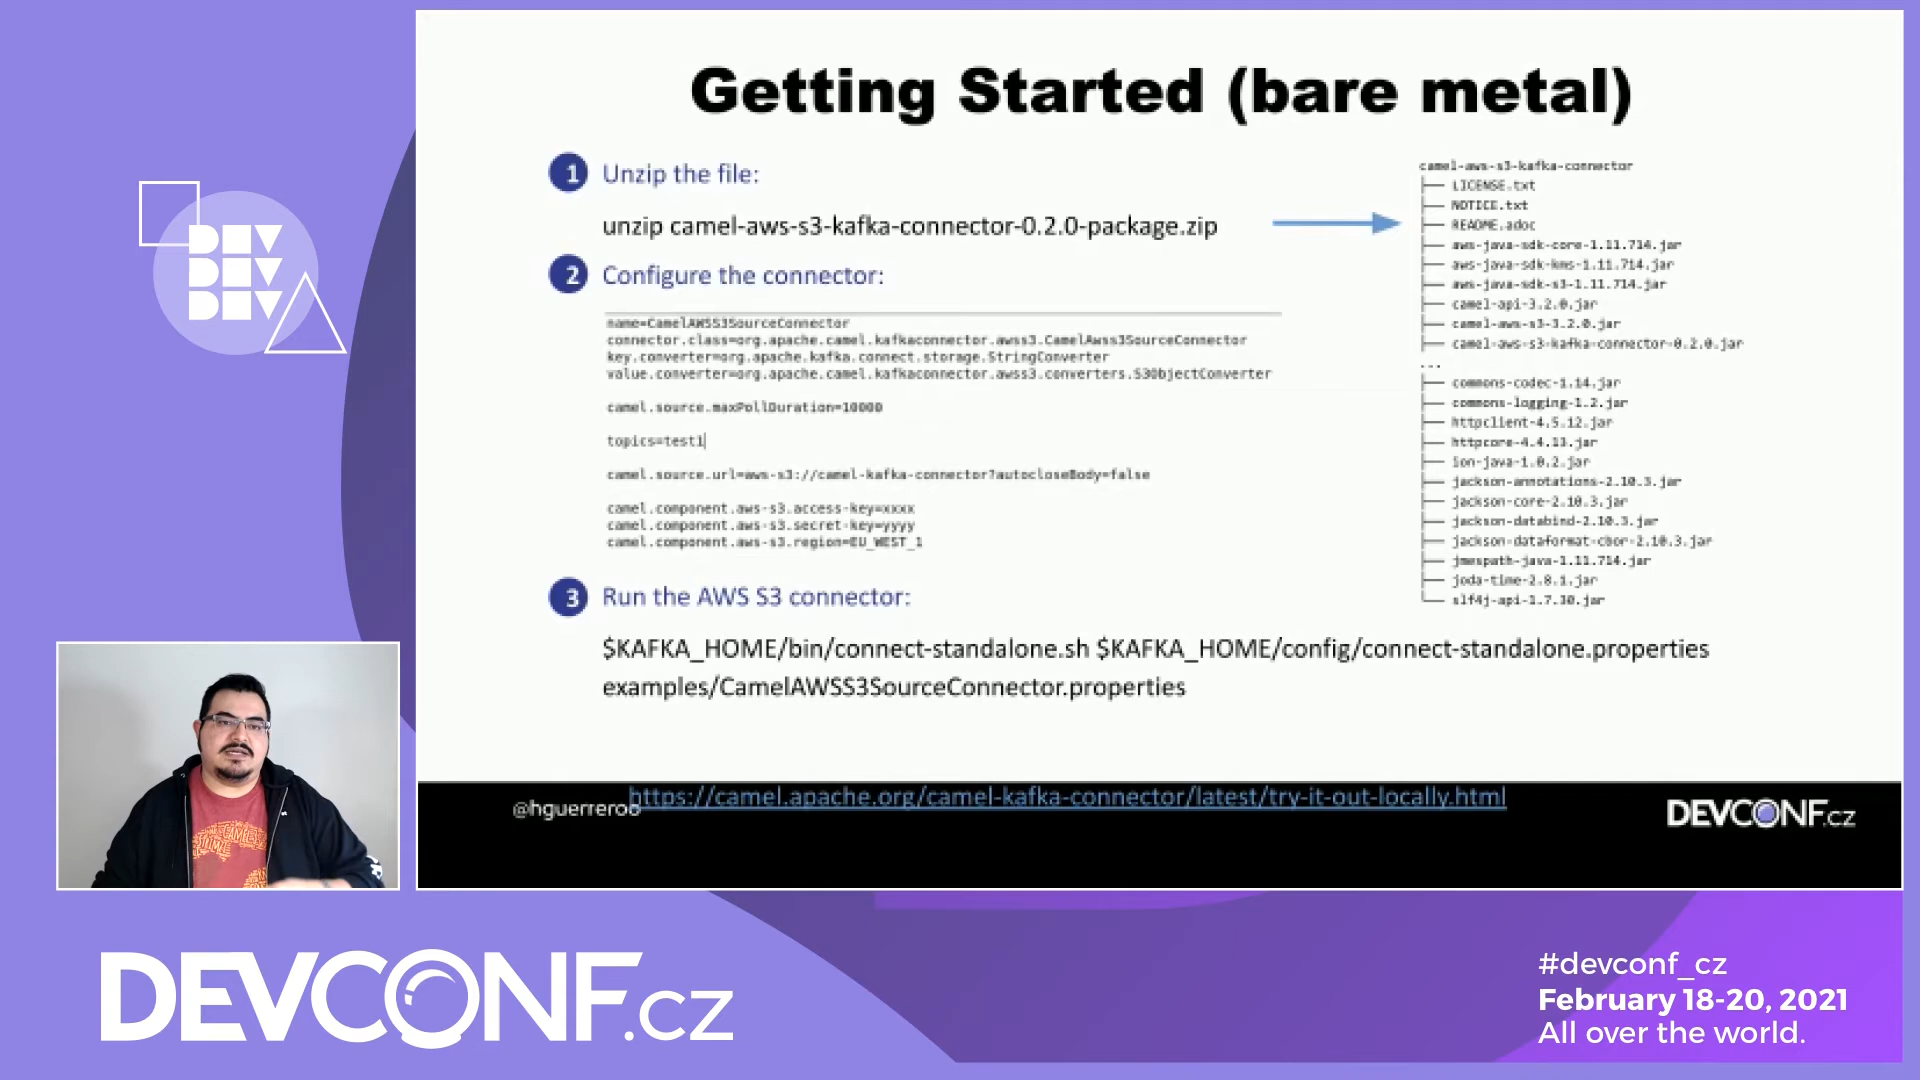 Getting Started (bare metal)
1 Unzip the file:
unzip camel-aws-s3-kafka-connector-0.2.0-package.zip
2 Configure the connector:
name=CamelAWSS3SourceConnector
connector.class=org.apache.camel.kafkaconnector.awss3.CamelAwss3SourceConnector
key.converter=org.apache.kafka.connect.storage.StringConverter
value.converter=org.apache.camel.kafkaconnector.awss3.converters.S3ObjectConverter
camel.source.maxPollDuration=10000
topics=test1
camel.source.url=aws-s3://camel-kafka-connector?autocloseBody=false
camel.component.aws-s3.access-key=xxxx
camel.component.aws-s3.secret-key=yyyy
camel.component.aws-s3.region=EU_WEST_1
3 Run the AWS S3 connector:
$KAFKA_HOME/bin/connect-standalone.sh $KAFKA_HOME/config/connect-standalone.properties
examples/CamelAWSS3SourceConnector.properties
camel-aws-s3-kafka-connector
LICENSE.txt
NOTICE.txt
README.adoc
aws-java-sdk-core-1.11.714.jar
aws-java-sdk-kms-1.11.714.jar
aws-java-sdk-s3-1.11.714.jar
camel-api-3.2.0.jar
camel-aws-s3-3.2.0.jar
camel-aws-s3-kafka-connector-0.2.0.jar
...
commons-codec-1.14.jar
commons-logging-1.2.jar
httpclient-4.5.12.jar
httpcore-4.4.13.jar
ion-java-1.0.2.jar
jackson-annotations-2.10.3.jar
jackson-core-2.10.3.jar
jackson-databind-2.10.3.jar
jackson-dataformat-cbor-2.10.3.jar
jmespath-java-1.11.714.jar
joda-time-2.8.1.jar
slf4j-api-1.7.30.jar
@hguerreroo
https://camel.apache.org/camel-kafka-connector/latest/try-it-out-locally.html
DEVCONF.cz
DEV
DEV
DEV
DEVCONF.cz
#devconf_cz
February 18-20, 2021
All over the world.